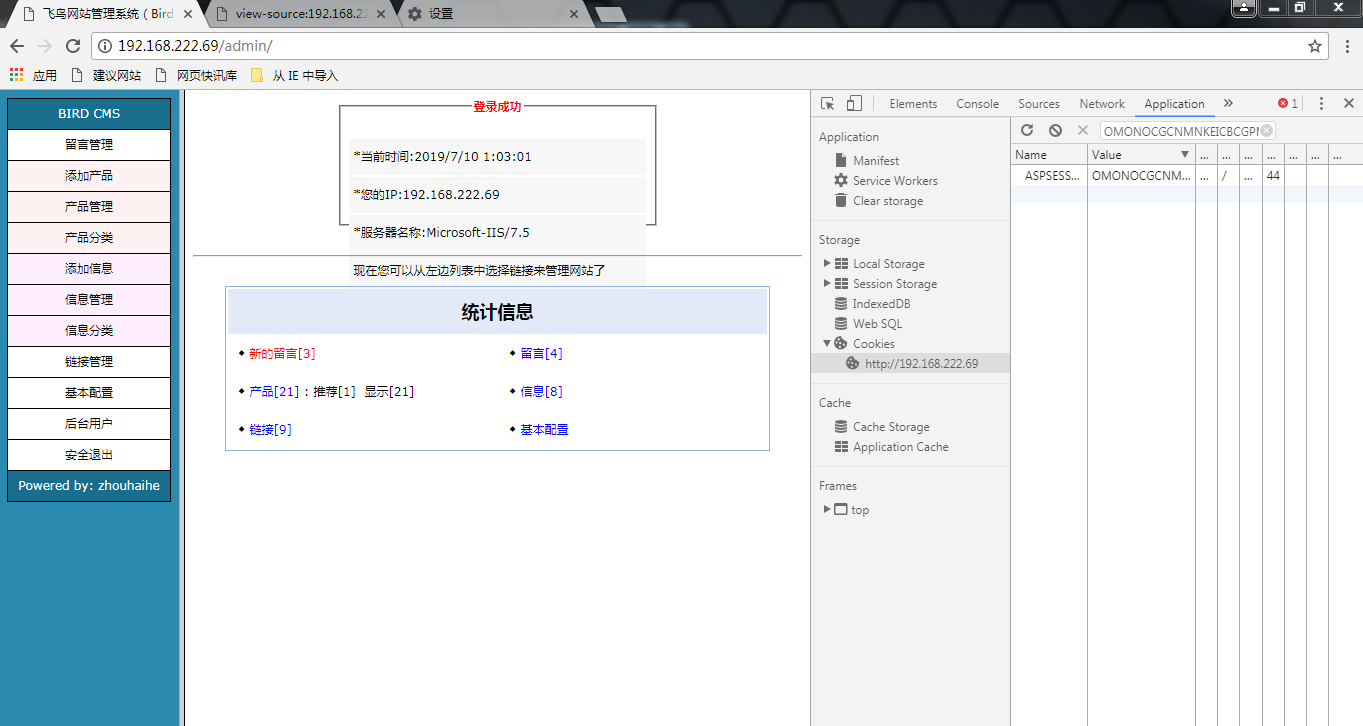 飞鸟网站管理系统（Bird
view-source:192.168.22
设置
192.168.222.69/admin/
应用 建议网站 网页快讯库 从 IE 中导入
BIRD CMS
留言管理
添加产品
产品管理
产品分类
添加信息
信息管理
信息分类
链接管理
基本配置
后台用户
安全退出
Powered by: zhouhaihe
登录成功
*当前时间:2019/7/10 1:03:01
*您的IP:192.168.222.69
*服务器名称:Microsoft-IIS/7.5
现在您可以从左边列表中选择链接来管理网站了
统计信息
新的留言[3] 留言[4]
产品[21] : 推荐[1] 显示[21] 信息[8]
链接[9] 基本配置
Elements Console Sources Network Application » 1
Application
Manifest
Service Workers
Clear storage
Storage
Local Storage
Session Storage
IndexedDB
Web SQL
Cookies
http://192.168.222.69
Cache
Cache Storage
Application Cache
Frames
top
OMONOCGCNMNKEICBCGPN
Name Value ... ... ... ... ... ... ...
ASPSESS... OMONOCGCNM... ... / ... 44